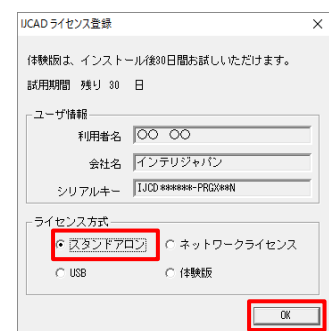 IJCAD ライセンス登録
体験版は、インストール後30日間お試しいただけます。
試用期間 残り 30 日
ユーザ情報
利用者名 〇〇 〇〇
会社名 インテリジャパン
シリアルキー IJCD******-PRGX**N
ライセンス方式
スタンドアロン ネットワークライセンス
USB 体験版
OK